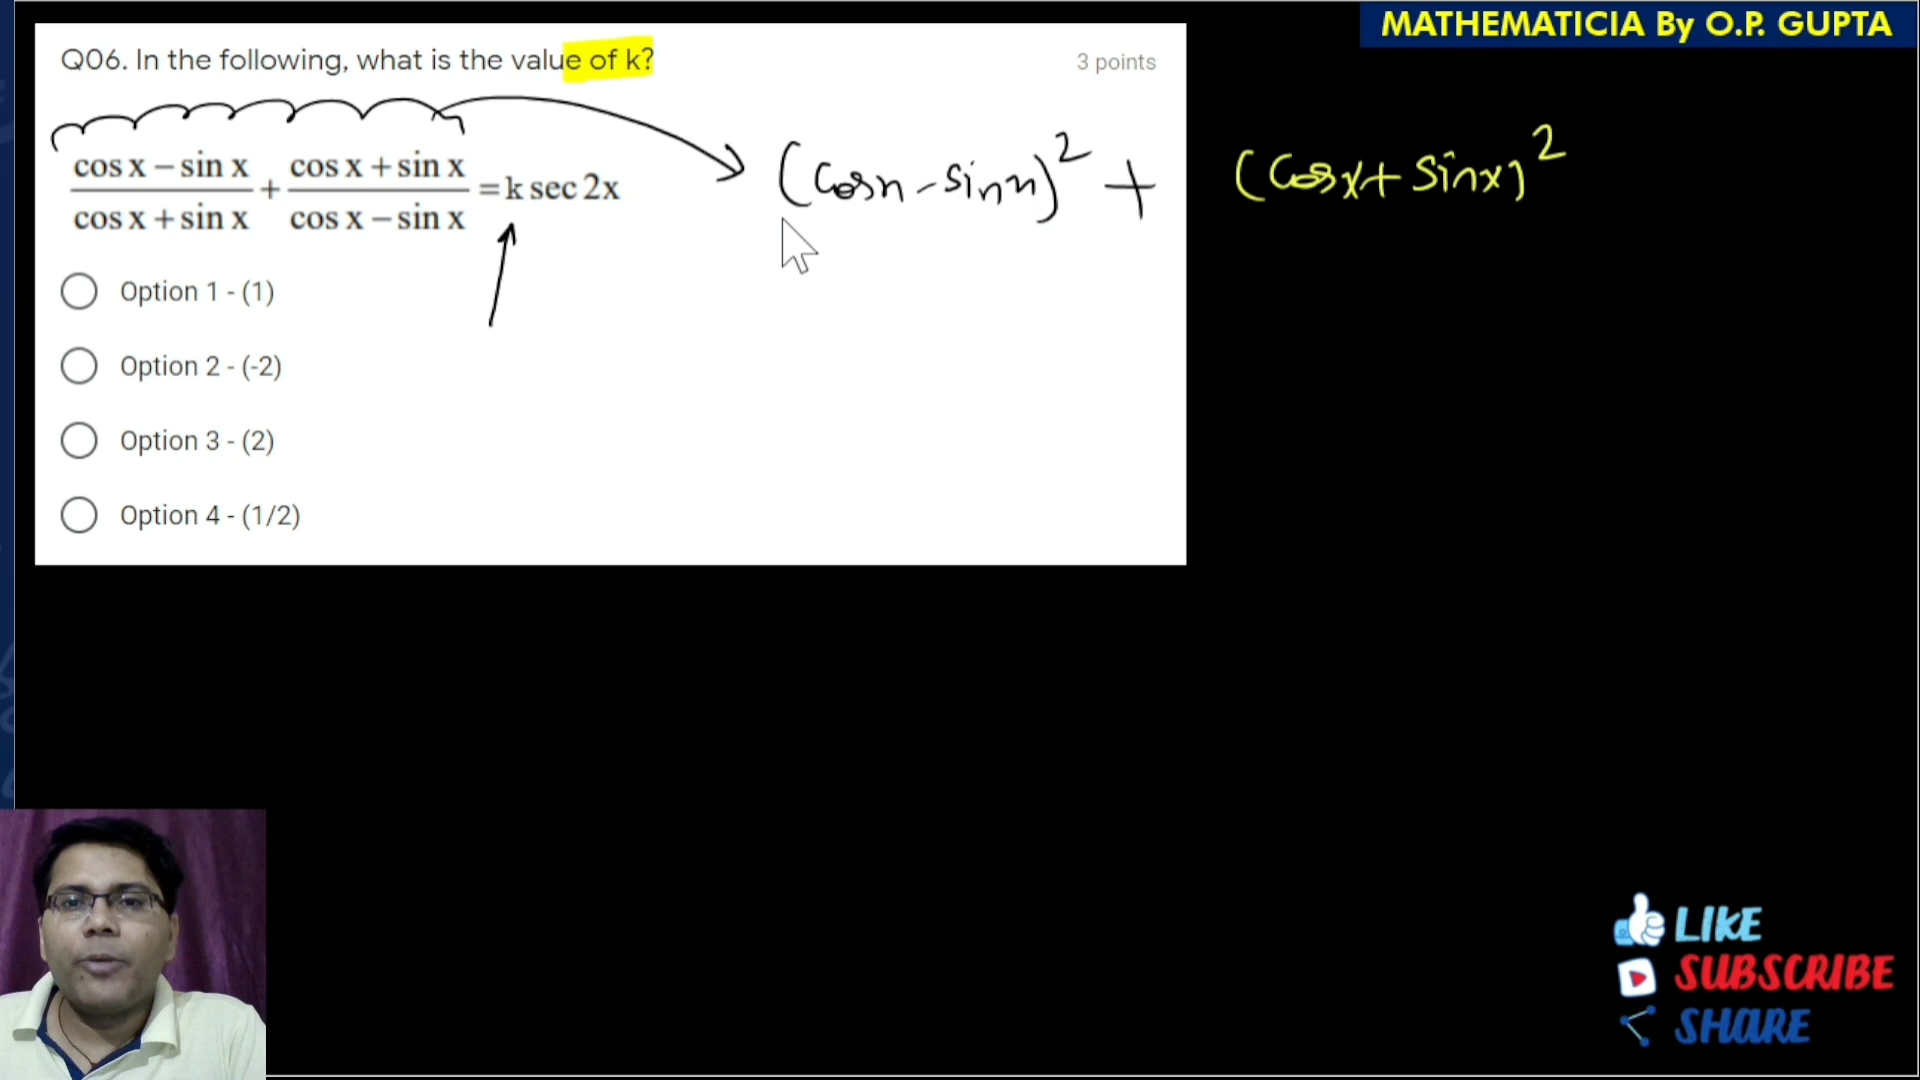 MATHEMATICIA By O.P. GUPTA
Q06. In the following, what is the value of k?
3 points
(cos x − sin x)/(cos x + sin x) + (cos x + sin x)/(cos x − sin x) = k sec 2x
(Cosx - sinx)² + (Cosx + Sinx)²
Option 1 - (1)
Option 2 - (-2)
Option 3 - (2)
Option 4 - (1/2)
LIKE
SUBSCRIBE
SHARE